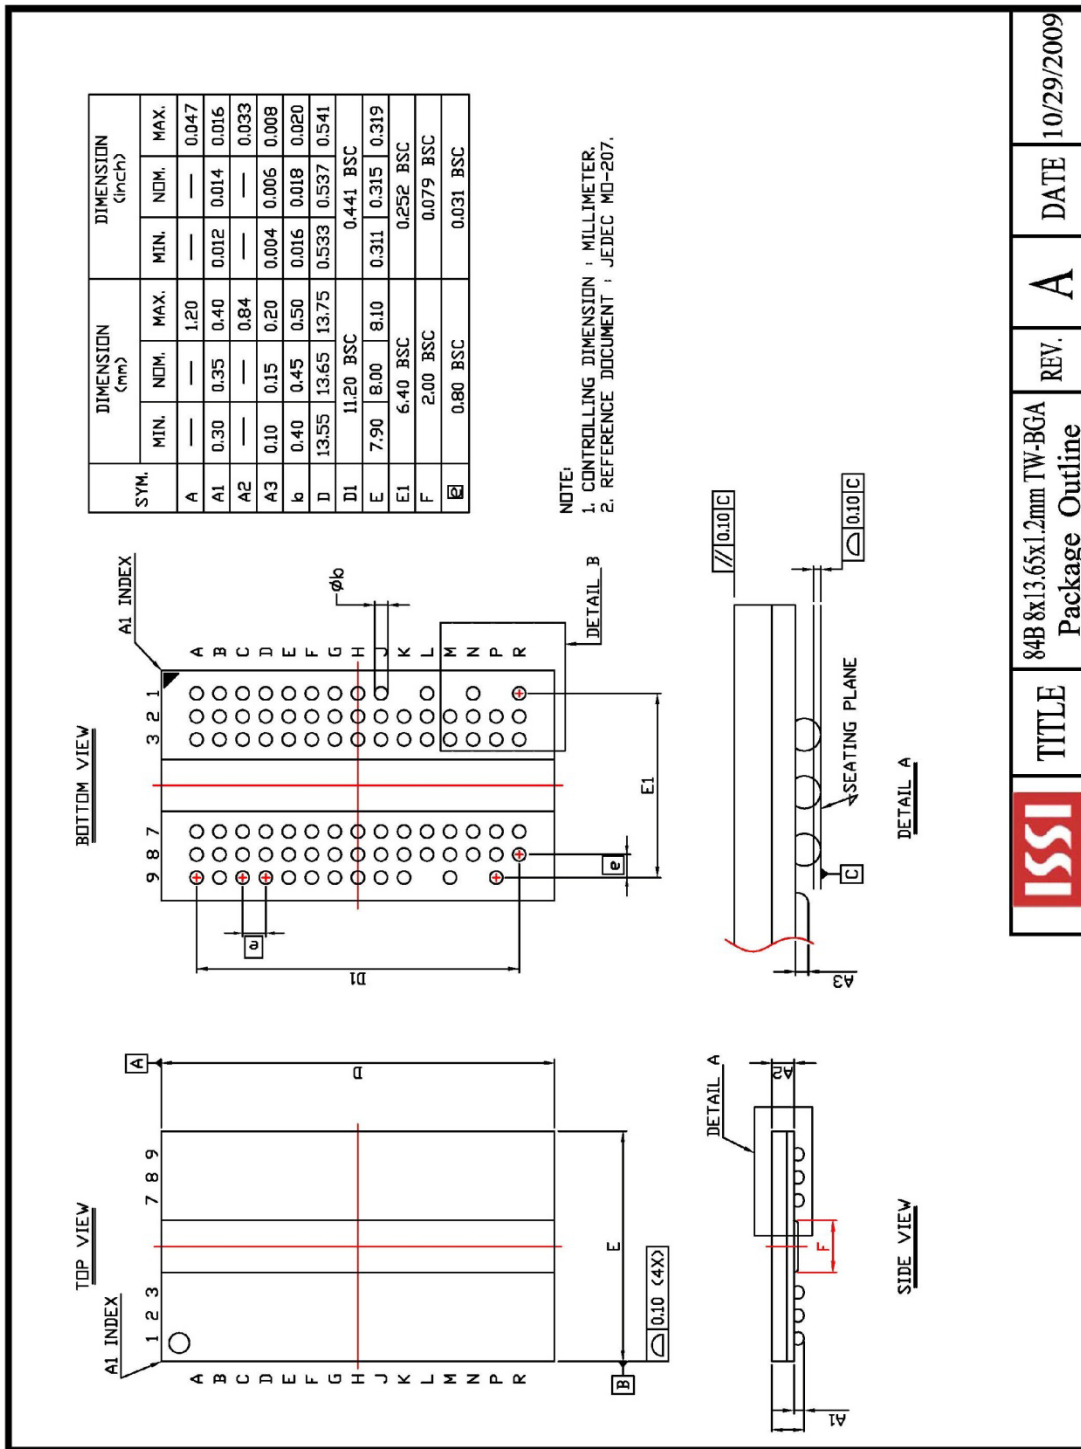 TOP VIEW
A1 INDEX
1 2 3 7 8 9
A
B
C
D
E
F
G
H
J
K
L
M
N
P
R
A
D
E
B
0.10 (4X)
BOTTOM VIEW
A1 INDEX
9 8 7 3 2 1
A
B
C
D
E
F
G
H
J
K
L
M
N
P
R
Øb
e
D1
e
E1
DETAIL B
SYM. DIMENSION (mm) DIMENSION (inch)
MIN. NOM. MAX. MIN. NOM. MAX.
A — — 1.20 — — 0.047
A1 0.30 0.35 0.40 0.012 0.014 0.016
A2 — — 0.84 — — 0.033
A3 0.10 0.15 0.20 0.004 0.006 0.008
b 0.40 0.45 0.50 0.016 0.018 0.020
D 13.55 13.65 13.75 0.533 0.537 0.541
D1 11.20 BSC 0.441 BSC
E 7.90 8.00 8.10 0.311 0.315 0.319
E1 6.40 BSC 0.252 BSC
F 2.00 BSC 0.079 BSC
e 0.80 BSC 0.031 BSC
NOTE:
1. CONTROLLING DIMENSION : MILLIMETER.
2. REFERENCE DOCUMENT : JEDEC MO-207.
DETAIL A
A2
F
A1
SIDE VIEW
// 0.10 C
A3
C
SEATING PLANE
0.10 C
DETAIL A
ISSI
TITLE
84B 8x13.65x1.2mm TW-BGA
Package Outline
REV.
A
DATE
10/29/2009